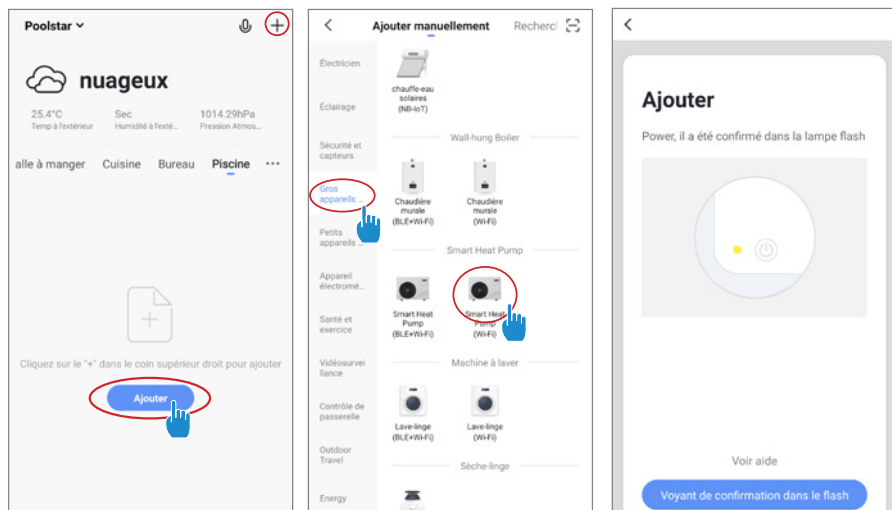 Poolstar
nuageux
25.4°C Sec 1014.29hPa
Temp à l'extérieur Humidité à l'exté... Pression Atmos...
alle à manger Cuisine Bureau Piscine ...
Cliquez sur le "+" dans le coin supérieur droit pour ajouter
Ajouter
Ajouter manuellement Recherc
Électricien
Éclairage
Sécurité et
capteurs
Gros
appareils ...
Petits
appareils ...
Appareil
électromé...
Santé et
exercice
Vidéosurvei
llance
Contrôle de
passerelle
Outdoor
Travel
Energy
chauffe-eau
solaires
(NB-IoT)
Wall-hung Boiler
Chaudière
murale
(BLE+Wi-Fi)
Chaudière
murale
(Wi-Fi)
Smart Heat Pump
Smart Heat
Pump
(BLE+Wi-Fi)
Smart Heat
Pump
(Wi-Fi)
Machine à laver
Lave-linge
(BLE+Wi-Fi)
Lave-linge
(Wi-Fi)
Sèche-linge
Ajouter
Power, il a été confirmé dans la lampe flash
Voir aide
Voyant de confirmation dans le flash